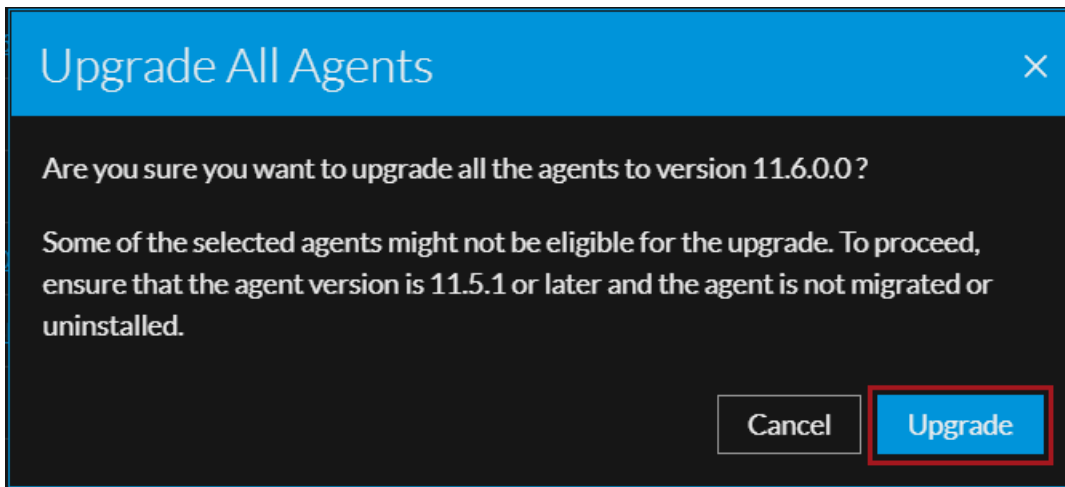 Upgrade All Agents
Are you sure you want to upgrade all the agents to version 11.6.0.0 ?
Some of the selected agents might not be eligible for the upgrade. To proceed,
ensure that the agent version is 11.5.1 or later and the agent is not migrated or
uninstalled.
Cancel
Upgrade